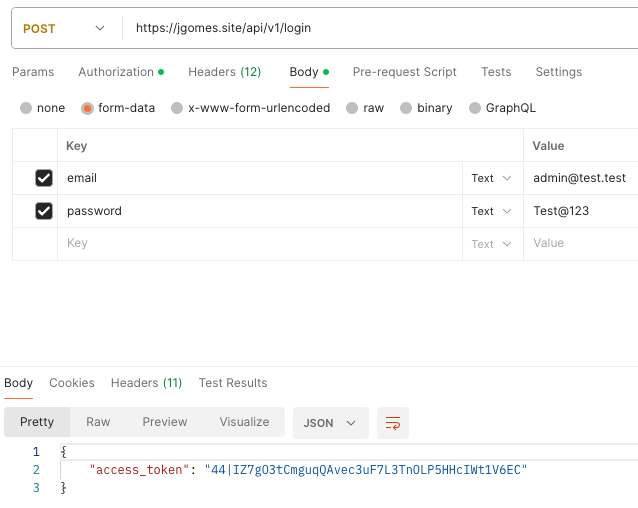 POST https://jgomes.site/api/v1/login
Params Authorization Headers (12) Body Pre-request Script Tests Settings
none form-data x-www-form-urlencoded raw binary GraphQL
Key Value
email Text admin@test.test
password Text Test@123
Key Text Value
Body Cookies Headers (11) Test Results
Pretty Raw Preview Visualize JSON
1 {
2 "access_token": "44|IZ7gO3tCmguqQAvec3uF7L3TnOLP5HHcIWt1V6EC"
3 }